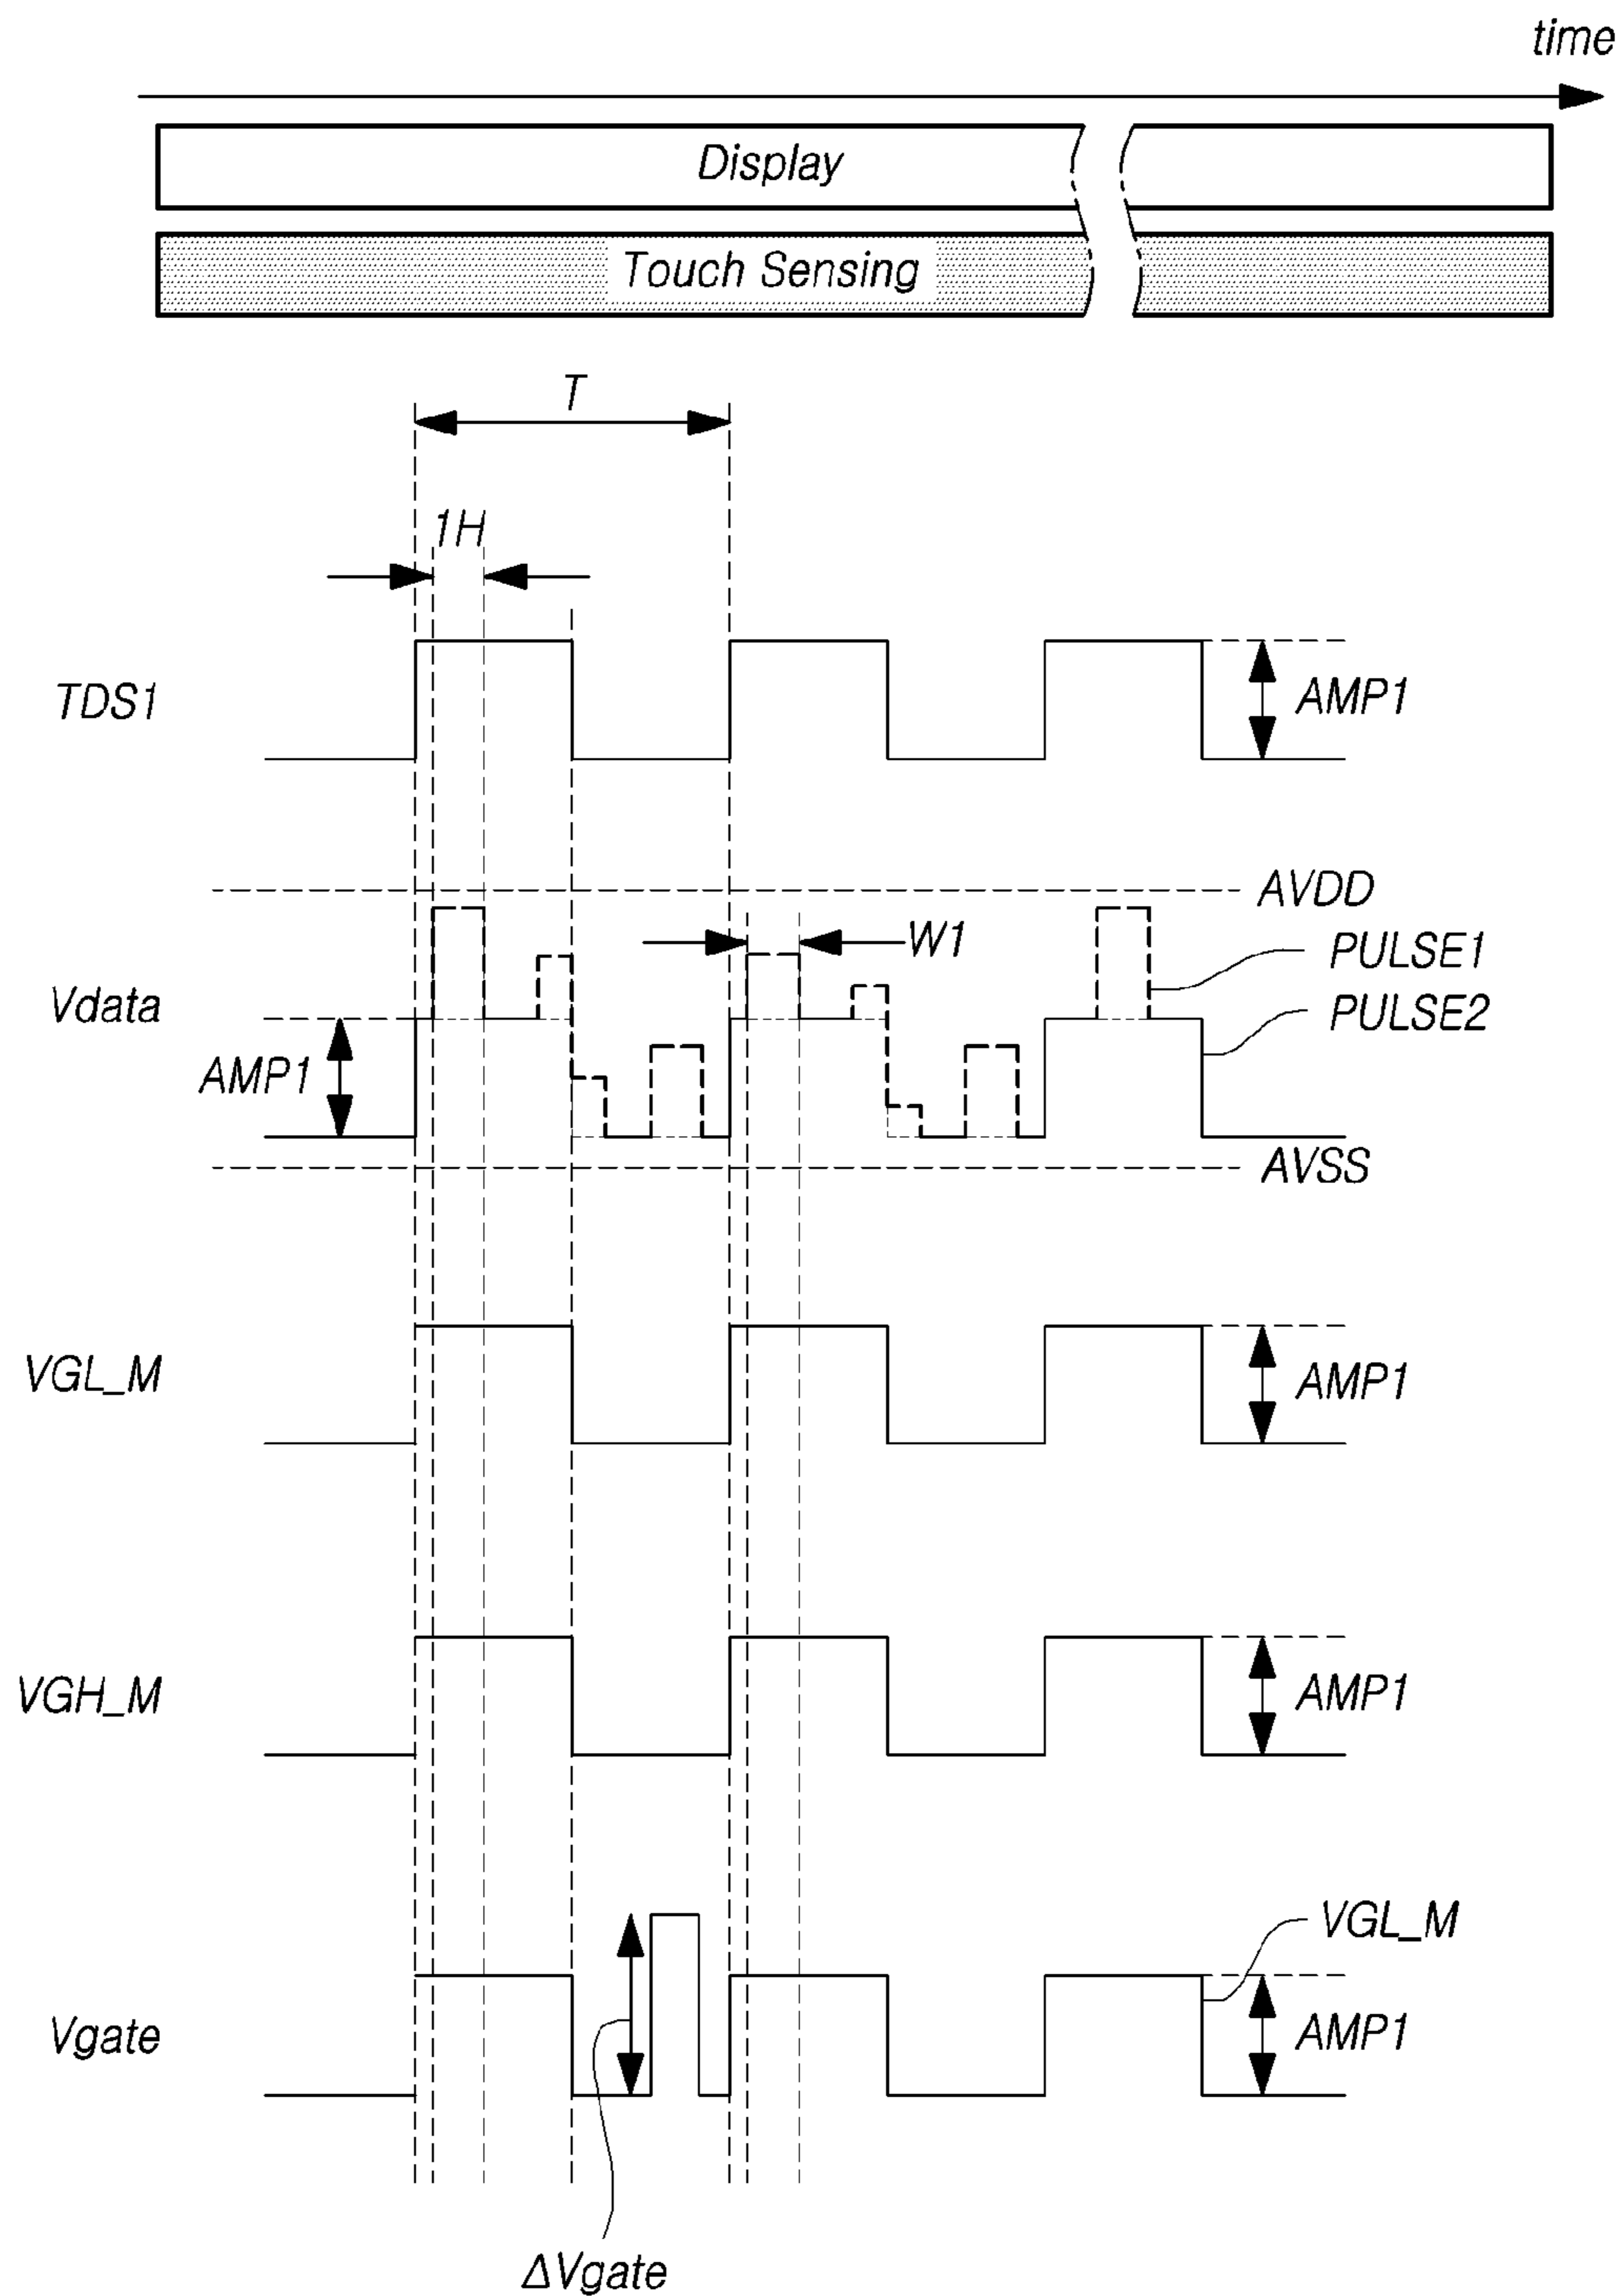 time
Display
Touch Sensing
T
1H
TDS1
AMP1
AVDD
W1
PULSE1
Vdata
PULSE2
AMP1
AVSS
VGL_M
AMP1
VGH_M
AMP1
VGL_M
Vgate
AMP1
ΔVgate